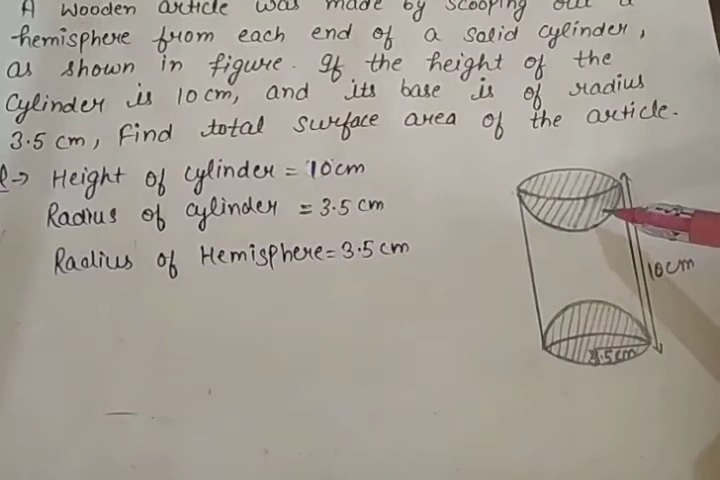 A wooden article was made by scooping out a
hemisphere from each end of a solid cylinder,
as shown in figure. If the height of the
Cylinder is 10 cm, and its base is of radius
3.5 cm, Find total surface area of the article.
Height of cylinder = 10cm
Radius of cylinder = 3.5 cm
Radius of Hemisphere = 3.5 cm
10cm
3.5cm